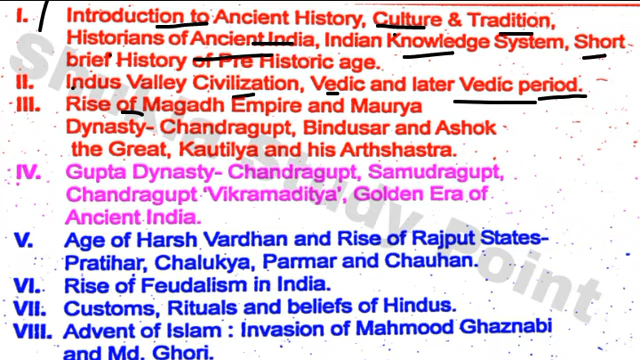 I. Introduction to Ancient History, Culture & Tradition,
Historians of Ancient India, Indian Knowledge System, Short
brief History of Pre Historic age.
II. Indus Valley Civilization, Vedic and later Vedic period.
III. Rise of Magadh Empire and Maurya
Dynasty- Chandragupt, Bindusar and Ashok
the Great, Kautilya and his Arthshastra.
IV. Gupta Dynasty- Chandragupt, Samudragupt,
Chandragupt 'Vikramaditya', Golden Era of
Ancient India.
V. Age of Harsh Vardhan and Rise of Rajput States-
Pratihar, Chalukya, Parmar and Chauhan.
VI. Rise of Feudalism in India.
VII. Customs, Rituals and beliefs of Hindus.
VIII. Advent of Islam : Invasion of Mahmood Ghaznabi
and Md. Ghori.
Shukla Study Point